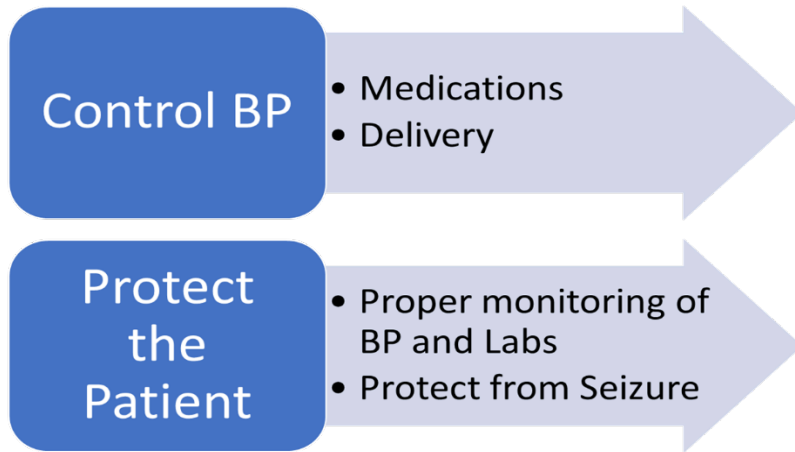 Control BP
• Medications
• Delivery
Protect
the
Patient
• Proper monitoring of
BP and Labs
• Protect from Seizure